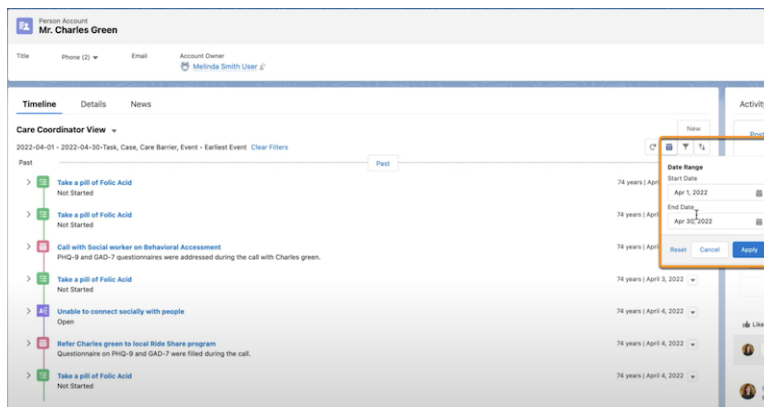 Person Account
Mr. Charles Green
Title Phone (2) Email Account Owner
Melinda Smith User
Timeline Details News
Activity
Care Coordinator View
New
Post
2022-04-01 - 2022-04-30-Task, Case, Care Barrier, Event - Earliest Event Clear Filters
Past
Past
Date Range
Start Date
Apr 1, 2022
End Date
Apr 30, 2022
Reset Cancel Apply
Take a pill of Folic Acid
Not Started
74 years | Apr
Take a pill of Folic Acid
Not Started
74 years | Apr
Call with Social worker on Behavioral Assessment
PHQ-9 and GAD-7 questionnaires were addressed during the call with Charles green.
74 years | Apr
Take a pill of Folic Acid
Not Started
74 years | April 3, 2022
Unable to connect socially with people
Open
74 years | April 4, 2022
Refer Charles green to local Ride Share program
Questionnaire on PHQ-9 and GAD-7 were filled during the call.
74 years | April 4, 2022
Like
Take a pill of Folic Acid
Not Started
74 years | April 4, 2022